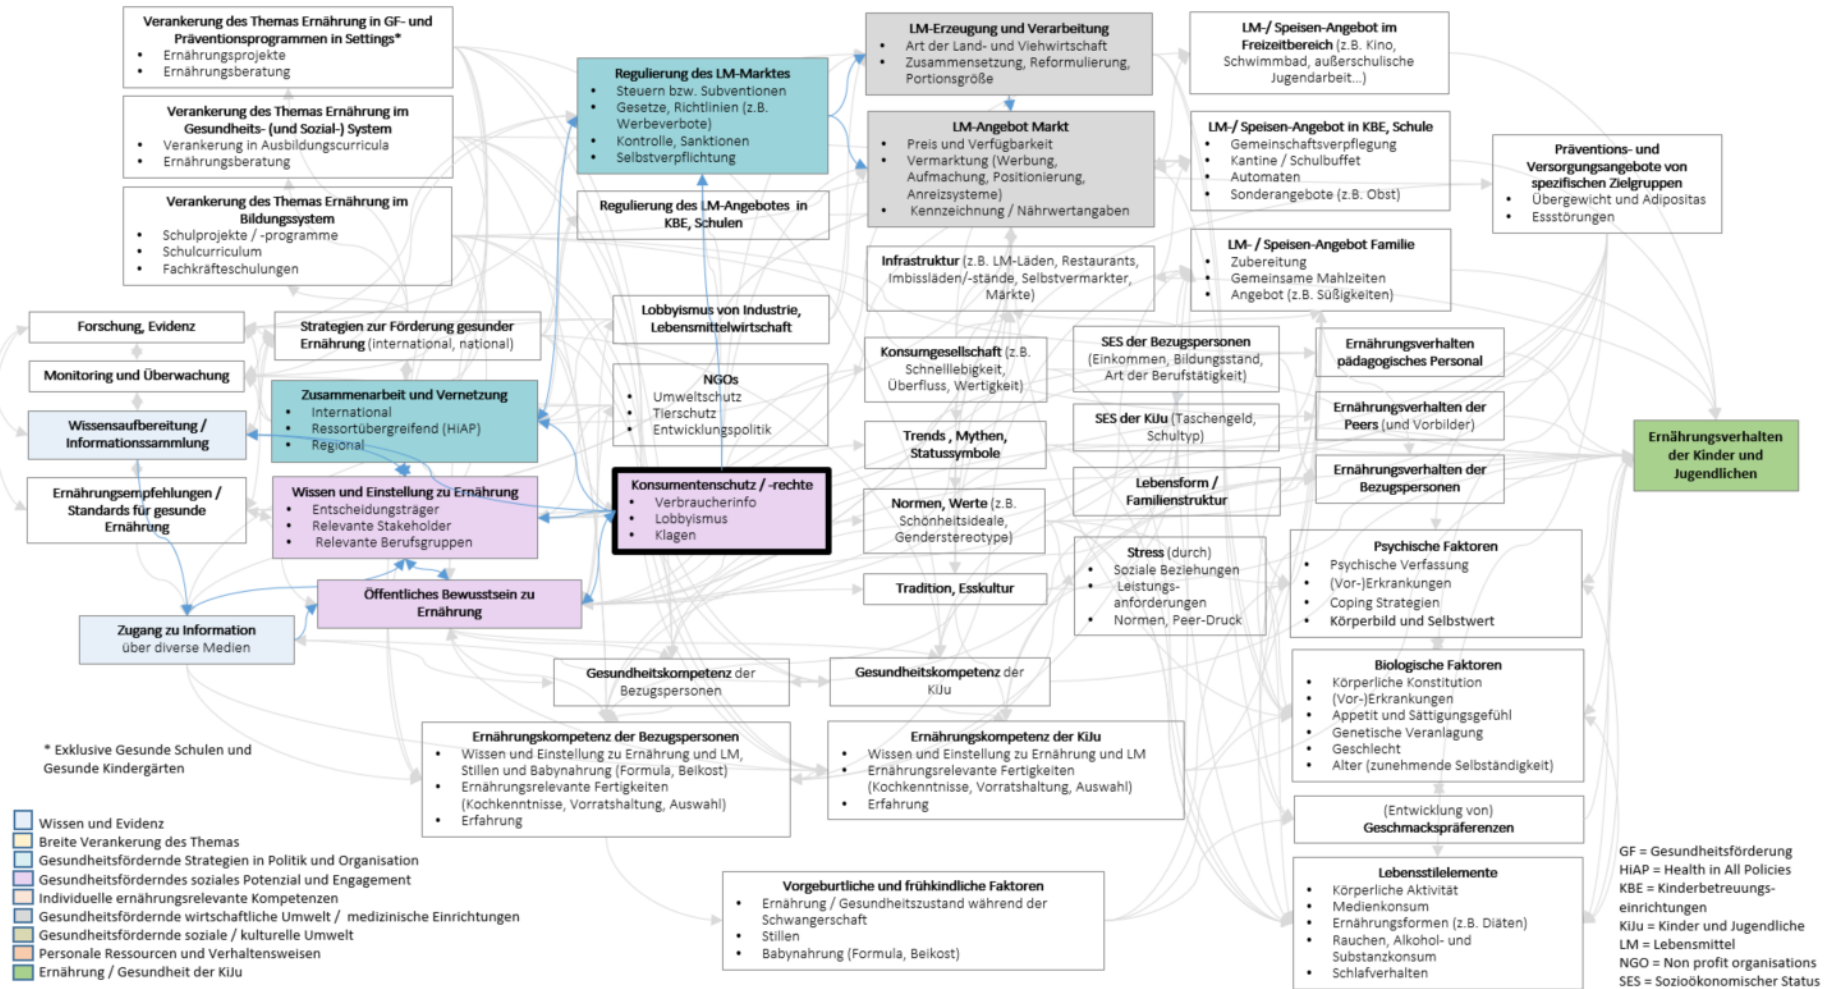 Verankerung des Themas Ernährung in GF- und
Präventionsprogrammen in Settings*
• Ernährungsprojekte
• Ernährungsberatung
Verankerung des Themas Ernährung im
Gesundheits- (und Sozial-) System
• Verankerung in Ausbildungscurricula
• Ernährungsberatung
Verankerung des Themas Ernährung im
Bildungssystem
• Schulprojekte / -programme
• Schulcurriculum
• Fachkräfteschulungen
Forschung, Evidenz
Monitoring und Überwachung
Wissensaufbereitung /
Informationssammlung
Ernährungsempfehlungen /
Standards für gesunde
Ernährung
Zugang zu Information
über diverse Medien
Strategien zur Förderung gesunder
Ernährung (international, national)
Zusammenarbeit und Vernetzung
• International
• Ressortübergreifend (HiAP)
• Regional
Wissen und Einstellung zu Ernährung
• Entscheidungsträger
• Relevante Stakeholder
• Relevante Berufsgruppen
Öffentliches Bewusstsein zu
Ernährung
Regulierung des LM-Marktes
• Steuern bzw. Subventionen
• Gesetze, Richtlinien (z.B.
Werbeverbote)
• Kontrolle, Sanktionen
• Selbstverpflichtung
Regulierung des LM-Angebotes in
KBE, Schulen
Lobbyismus von Industrie,
Lebensmittelwirtschaft
NGOs
• Umweltschutz
• Tierschutz
• Entwicklungspolitik
Konsumentenschutz / -rechte
• Verbraucherinfo
• Lobbyismus
• Klagen
Gesundheitskompetenz der
Bezugspersonen
Ernährungskompetenz der Bezugspersonen
• Wissen und Einstellung zu Ernährung und LM,
Stillen und Babynahrung (Formula, Beikost)
• Ernährungsrelevante Fertigkeiten
(Kochkenntnisse, Vorratshaltung, Auswahl)
• Erfahrung
LM-Erzeugung und Verarbeitung
• Art der Land- und Viehwirtschaft
• Zusammensetzung, Reformulierung,
Portionsgröße
LM-Angebot Markt
• Preis und Verfügbarkeit
• Vermarktung (Werbung,
Aufmachung, Positionierung,
Anreizsysteme)
• Kennzeichnung / Nährwertangaben
Infrastruktur (z.B. LM-Läden, Restaurants,
Imbissläden/-stände, Selbstvermarkter,
Märkte)
Konsumgesellschaft (z.B.
Schnelllebigkeit,
Überfluss, Wertigkeit)
Trends , Mythen,
Statussymbole
Normen, Werte (z.B.
Schönheitsideale,
Genderstereotype)
Tradition, Esskultur
Gesundheitskompetenz der
KiJu
Ernährungskompetenz der KiJu
• Wissen und Einstellung zu Ernährung und LM
• Ernährungsrelevante Fertigkeiten
(Kochkenntnisse, Vorratshaltung, Auswahl)
• Erfahrung
Vorgeburtliche und frühkindliche Faktoren
• Ernährung / Gesundheitszustand während der
Schwangerschaft
• Stillen
• Babynahrung (Formula, Beikost)
SES der Bezugspersonen
(Einkommen, Bildungsstand,
Art der Berufstätigkeit)
SES der KiJu (Taschengeld,
Schultyp)
Lebensform /
Familienstruktur
Stress (durch)
• Soziale Beziehungen
• Leistungs-
anforderungen
• Normen, Peer-Druck
LM-/ Speisen-Angebot im
Freizeitbereich (z.B. Kino,
Schwimmbad, außerschulische
Jugendarbeit...)
LM-/ Speisen-Angebot in KBE, Schule
• Gemeinschaftsverpflegung
• Kantine / Schulbuffet
• Automaten
• Sonderangebote (z.B. Obst)
LM- / Speisen-Angebot Familie
• Zubereitung
• Gemeinsame Mahlzeiten
• Angebot (z.B. Süßigkeiten)
Ernährungsverhalten
pädagogisches Personal
Ernährungsverhalten der
Peers (und Vorbilder)
Ernährungsverhalten der
Bezugspersonen
Psychische Faktoren
• Psychische Verfassung
• (Vor-)Erkrankungen
• Coping Strategien
• Körperbild und Selbstwert
Biologische Faktoren
• Körperliche Konstitution
• (Vor-)Erkrankungen
• Appetit und Sättigungsgefühl
• Genetische Veranlagung
• Geschlecht
• Alter (zunehmende Selbständigkeit)
(Entwicklung von)
Geschmackspräferenzen
Lebensstilelemente
• Körperliche Aktivität
• Medienkonsum
• Ernährungsformen (z.B. Diäten)
• Rauchen, Alkohol- und
Substanzkonsum
• Schlafverhalten
Präventions- und
Versorgungsangebote von
spezifischen Zielgruppen
• Übergewicht und Adipositas
• Essstörungen
Ernährungsverhalten
der Kinder und
Jugendlichen
* Exklusive Gesunde Schulen und
Gesunde Kindergärten
Wissen und Evidenz
Breite Verankerung des Themas
Gesundheitsfördernde Strategien in Politik und Organisation
Gesundheitsförderndes soziales Potenzial und Engagement
Individuelle ernährungsrelevante Kompetenzen
Gesundheitsfördernde wirtschaftliche Umwelt / medizinische Einrichtungen
Gesundheitsfördernde soziale / kulturelle Umwelt
Personale Ressourcen und Verhaltensweisen
Ernährung / Gesundheit der KiJu
GF = Gesundheitsförderung
HiAP = Health in All Policies
KBE = Kinderbetreuungs-
einrichtungen
KiJu = Kinder und Jugendliche
LM = Lebensmittel
NGO = Non profit organisations
SES = Sozioökonomischer Status